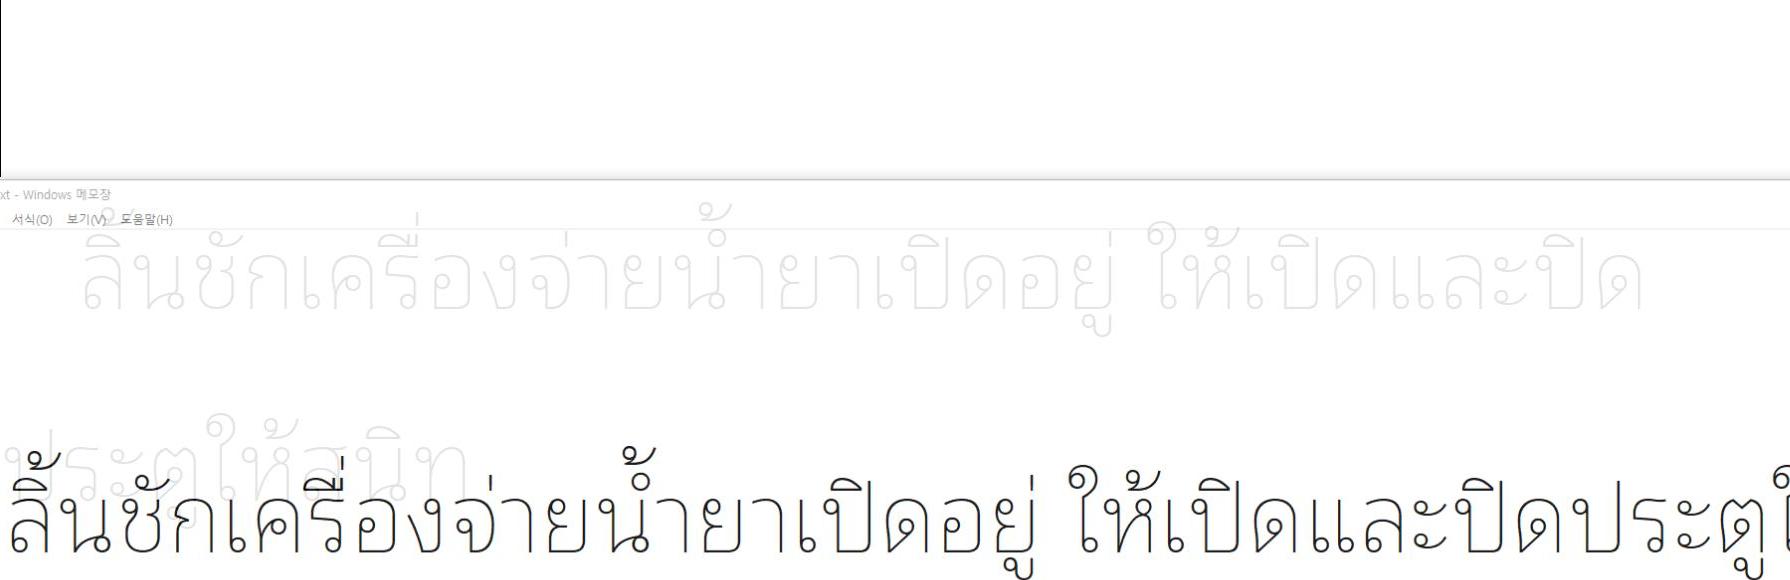 xt - Windows 메모장
서식(O) 보기(V) 도움말(H)
ลิ้นชักเครื่องจ่ายน้ำยาเปิดอยู่ ให้เปิดและปิด
ประตูให้สนิท
ลิ้นชักเครื่องจ่ายน้ำยาเปิดอยู่ ให้เปิดและปิดประตูใ